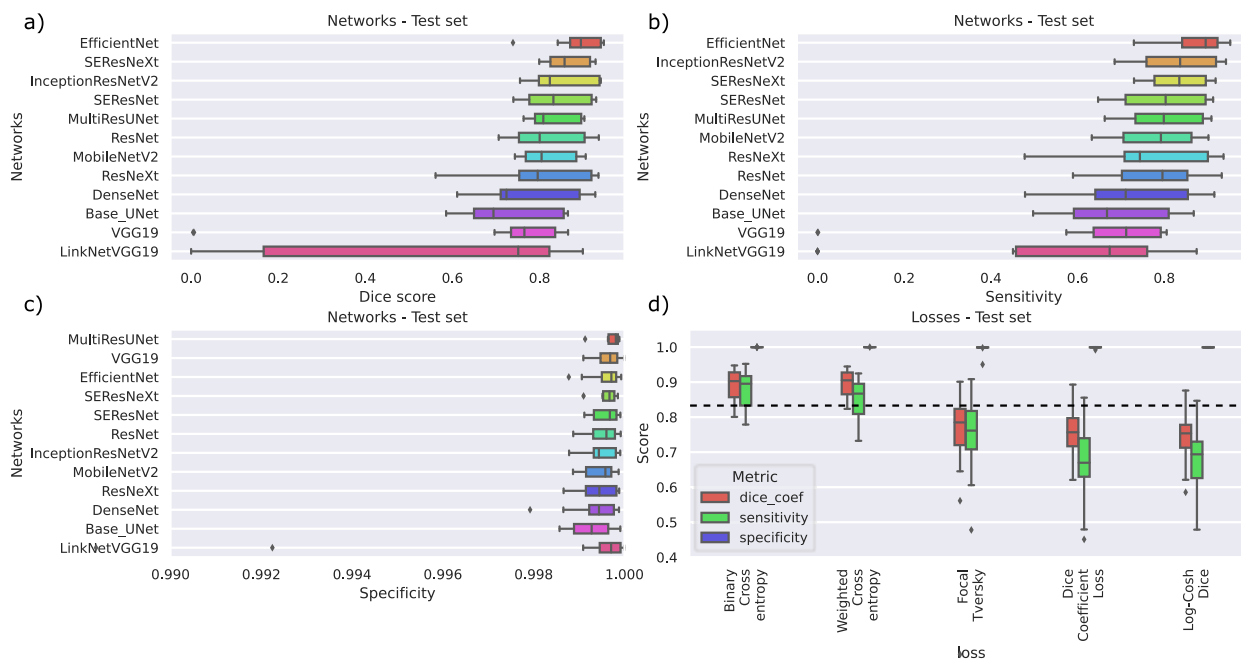 a)
Networks - Test set
EfficientNet
SEResNeXt
InceptionResNetV2
SEResNet
MultiResUNet
ResNet
MobileNetV2
ResNeXt
DenseNet
Base_UNet
VGG19
LinkNetVGG19
Networks
0.0 0.2 0.4 0.6 0.8
Dice score
b)
Networks - Test set
EfficientNet
InceptionResNetV2
SEResNeXt
SEResNet
MultiResUNet
MobileNetV2
ResNeXt
ResNet
DenseNet
Base_UNet
VGG19
LinkNetVGG19
Networks
0.0 0.2 0.4 0.6 0.8
Sensitivity
c)
Networks - Test set
MultiResUNet
VGG19
EfficientNet
SEResNeXt
SEResNet
ResNet
InceptionResNetV2
MobileNetV2
ResNeXt
DenseNet
Base_UNet
LinkNetVGG19
Networks
0.990 0.992 0.994 0.996 0.998 1.000
Specificity
d)
Losses - Test set
1.0
0.9
0.8
0.7
0.6
0.5
0.4
Score
Metric
dice_coef
sensitivity
specificity
Binary
Cross
entropy
Weighted
Cross
entropy
Focal
Tversky
Dice
Coefficient
Loss
Log-Cosh
Dice
loss